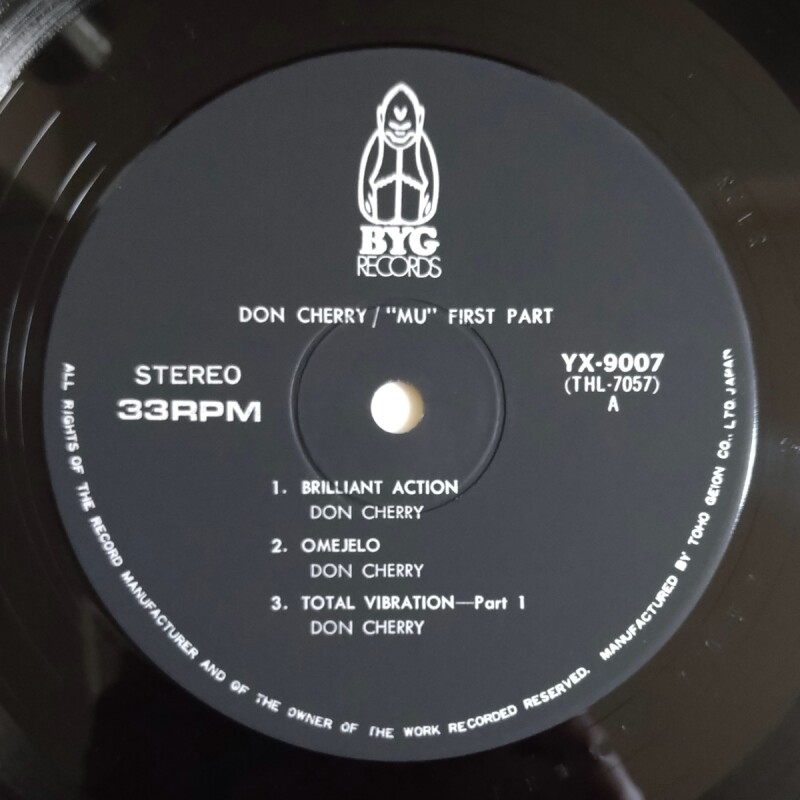 BYG
RECORDS
DON CHERRY / "MU" FIRST PART
STEREO
33RPM
YX-9007
(THL-7057)
A
1. BRILLIANT ACTION
DON CHERRY
2. OMEJELO
DON CHERRY
3. TOTAL VIBRATION—Part 1
DON CHERRY
ALL RIGHTS OF THE RECORD MANUFACTURER AND OF THE OWNER OF THE WORK RECORDED RESERVED. MANUFACTURED BY TOHO GEION CO., LTD. JAPAN